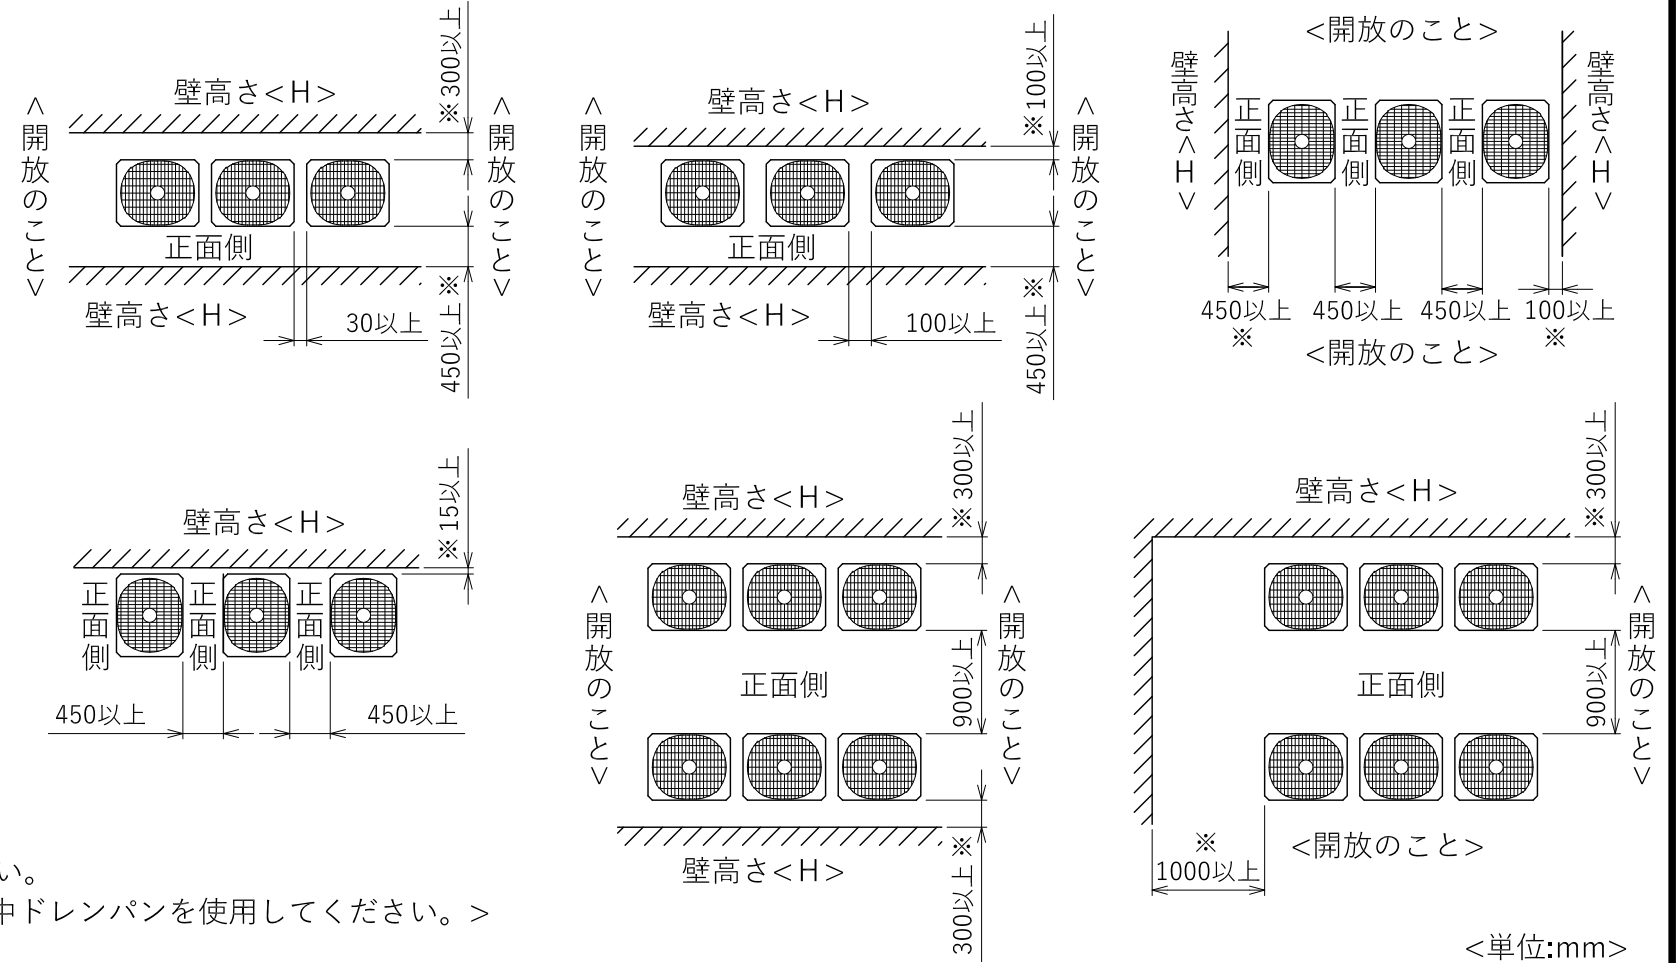 壁高さ<H>
※300以上
<開放のこと>
<開放のこと>
正面側
壁高さ<H>
30以上
450以上※
壁高さ<H>
※100以上
<開放のこと>
<開放のこと>
正面側
壁高さ<H>
100以上
450以上※
<開放のこと>
壁高さ<H>
正面側
正面側
正面側
壁高さ<H>
450以上
※
450以上
450以上
100以上
※
<開放のこと>
壁高さ<H>
※15以上
正面側
正面側
正面側
450以上
450以上
壁高さ<H>
※300以上
<開放のこと>
正面側
900以上
<開放のこと>
壁高さ<H>
300以上※
壁高さ<H>
※300以上
正面側
900以上
<開放のこと>
※
1000以上
<開放のこと>
い。
中ドレンパンを使用してください。>
<単位:mm>